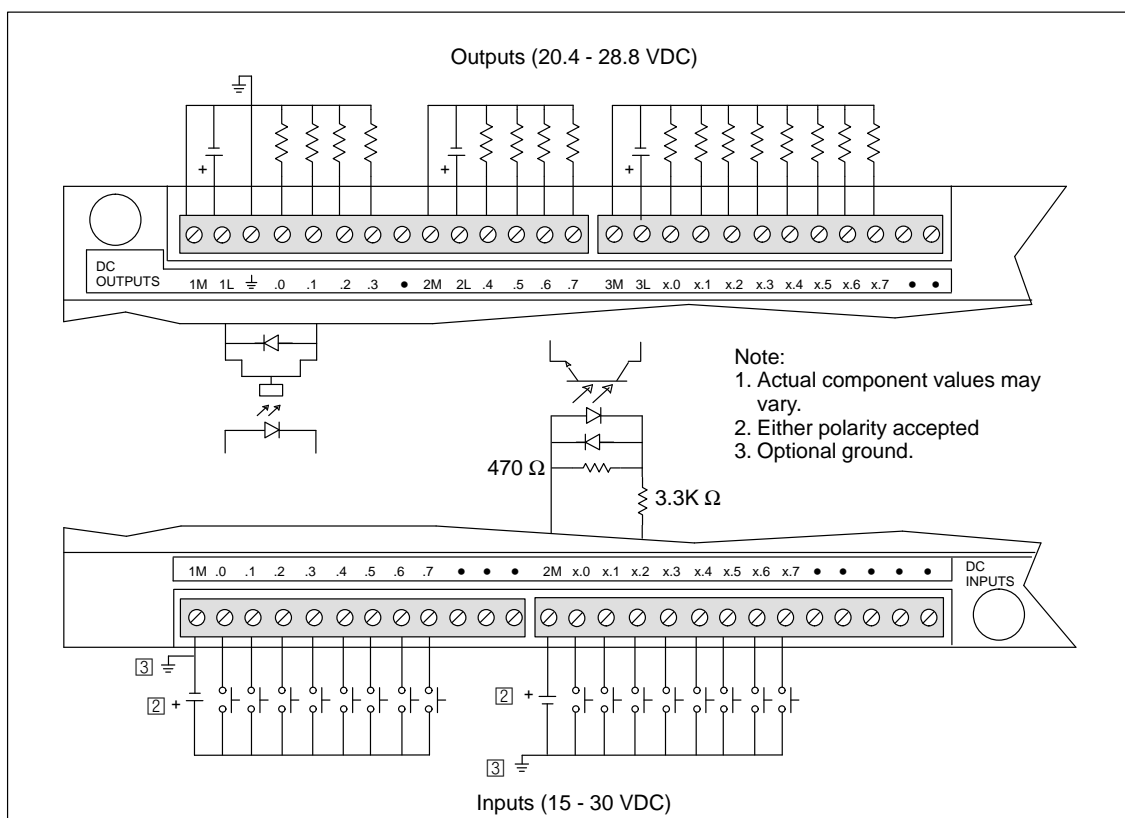 Outputs (20.4 - 28.8 VDC)
+ + +
DC
OUTPUTS
1M 1L .0 .1 .2 .3 • 2M 2L .4 .5 .6 .7 3M 3L x.0 x.1 x.2 x.3 x.4 x.5 x.6 x.7 • •
Note:
1. Actual component values may
vary.
2. Either polarity accepted
3. Optional ground.
470 Ω
3.3K Ω
1M .0 .1 .2 .3 .4 .5 .6 .7 • • • 2M x.0 x.1 x.2 x.3 x.4 x.5 x.6 x.7 • • • • •
DC
INPUTS
3
2 +
2 +
3
Inputs (15 - 30 VDC)